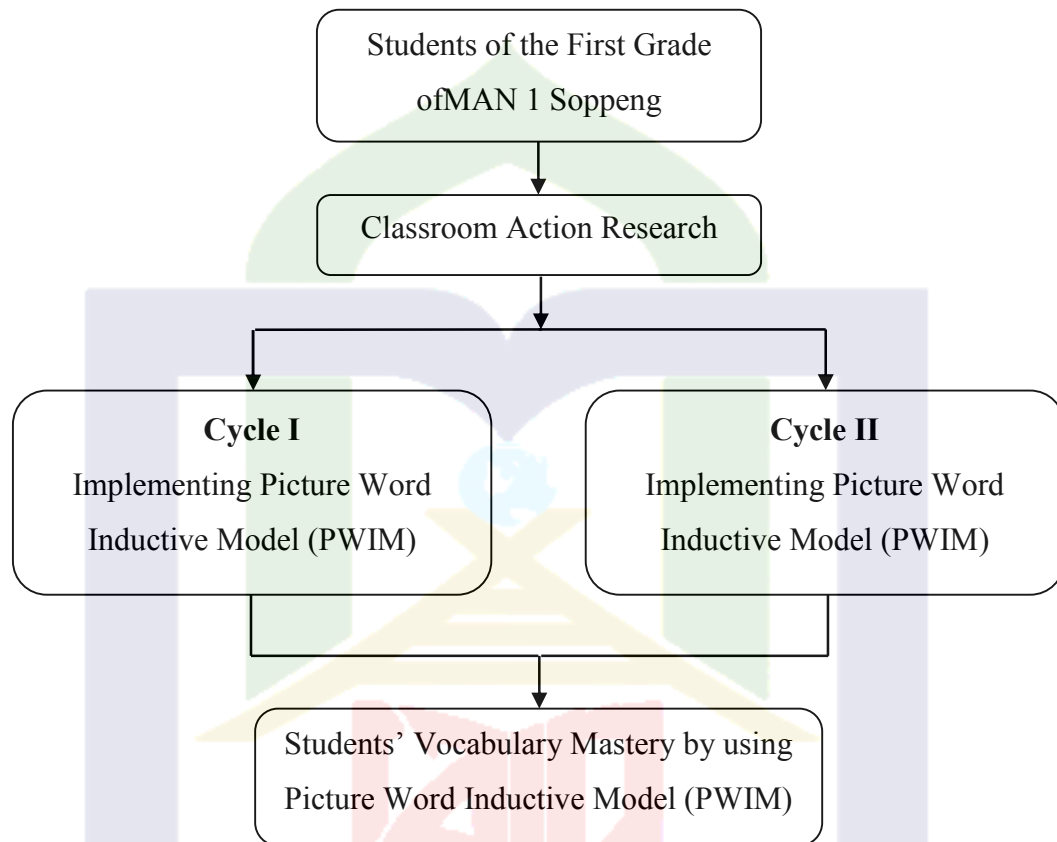 Students of the First Grade
ofMAN 1 Soppeng
Classroom Action Research
Cycle I
Implementing Picture Word
Inductive Model (PWIM)
Cycle II
Implementing Picture Word
Inductive Model (PWIM)
Students’ Vocabulary Mastery by using
Picture Word Inductive Model (PWIM)